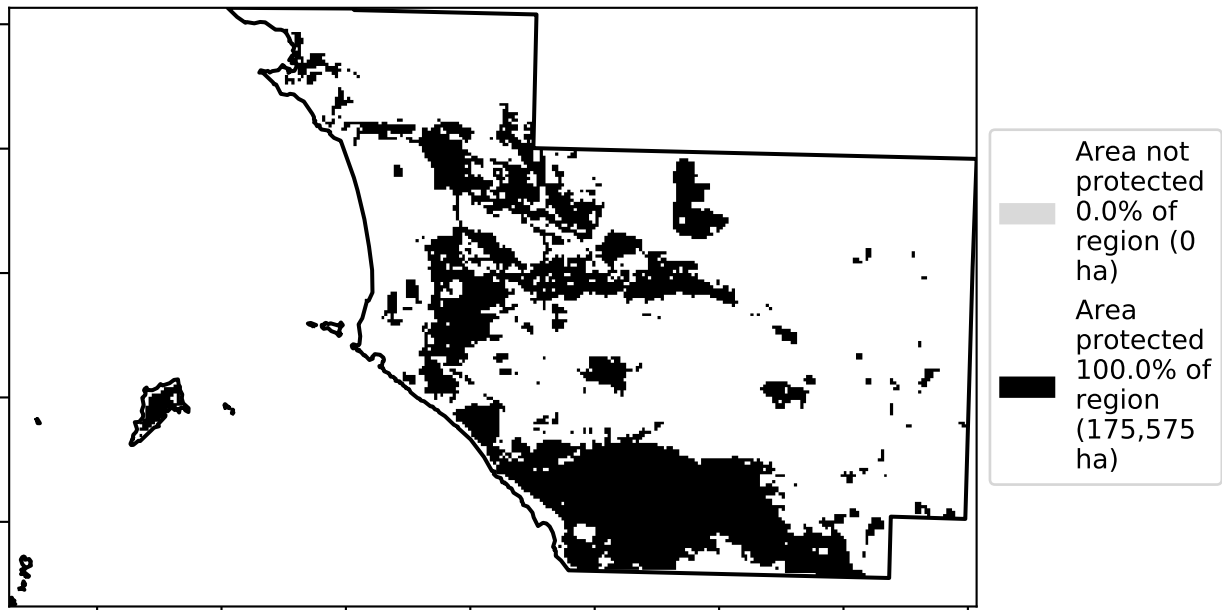 Area not
protected
0.0% of
region (0
ha)
Area
protected
100.0% of
region
(175,575
ha)